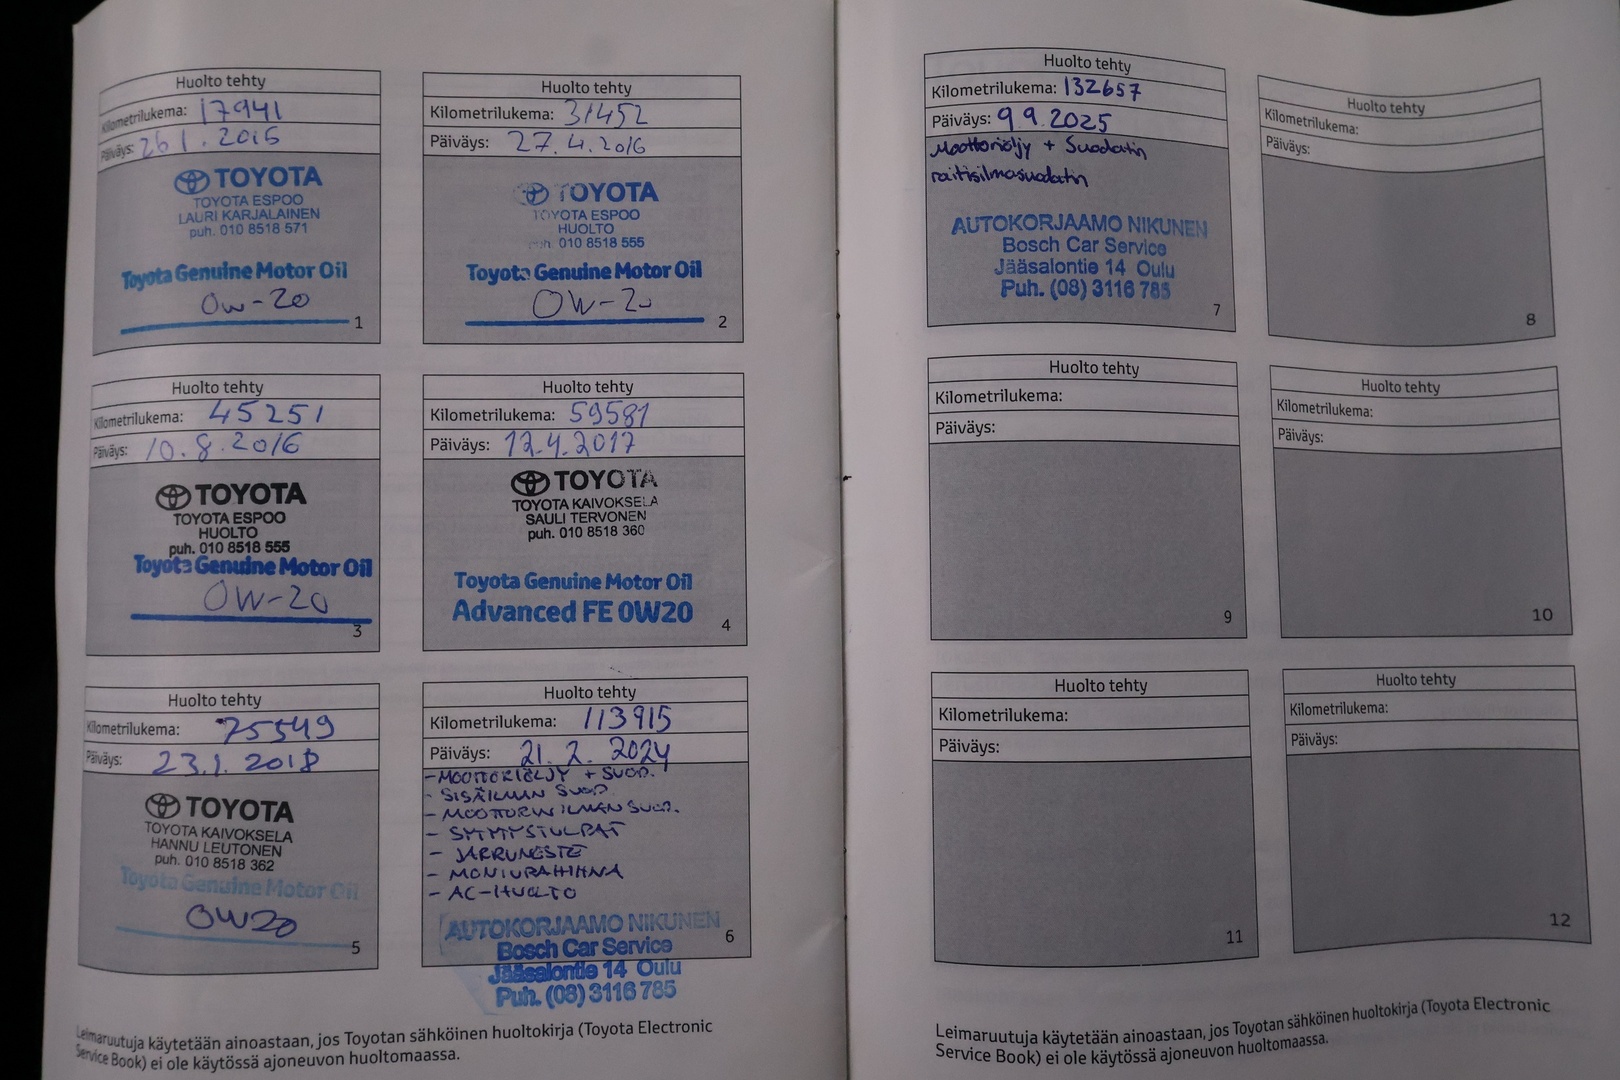 Huolto tehty
Kilometrilukema: 17941
Päiväys: 26 1. 2015
TOYOTA
TOYOTA ESPOO
LAURI KARJALAINEN
puh. 010 8518 571
Toyota Genuine Motor Oil
0w-20
1
Huolto tehty
Kilometrilukema: 31452
Päiväys: 27.4.2016
TOYOTA
TOYOTA ESPOO
HUOLTO
puh. 010 8518 555
Toyota Genuine Motor Oil
0W-20
2
Huolto tehty
Kilometrilukema: 45251
Päiväys: 10.8.2016
TOYOTA
TOYOTA ESPOO
HUOLTO
puh. 010 8518 555
Toyota Genuine Motor Oil
0W-20
3
Huolto tehty
Kilometrilukema: 59581
Päiväys: 12.4.2017
TOYOTA
TOYOTA KAIVOKSELA
SAULI TERVONEN
puh. 010 8518 360
Toyota Genuine Motor Oil
Advanced FE 0W20
4
Huolto tehty
Kilometrilukema: 75549
Päiväys: 23.1. 2018
TOYOTA
TOYOTA KAIVOKSELA
HANNU LEUTONEN
puh. 010 8518 362
Toyota Genuine Motor Oil
0W20
5
Huolto tehty
Kilometrilukema: 113915
Päiväys: 21. 2. 2024
- MOOTTORIÖLJY + SUOD.
- SISÄILMAN SUOD.
- MOOTTORIN ILMAN SUOD.
- SYTYTYSTULPAT
- JARRUNESTE
- MONIURAHIHNA
- AC-HUOLTO
AUTOKORJAAMO NIKUNEN
Bosch Car Service
Jääsalontie 14 Oulu
Puh. (08) 3116 785
6
Leimaruutuja käytetään ainoastaan, jos Toyotan sähköinen huoltokirja (Toyota Electronic
Service Book) ei ole käytössä ajoneuvon huoltomaassa.
Huolto tehty
Kilometrilukema: 132657
Päiväys: 9 9. 2025
Moottoriöljy + Suodatin
raitisilmasuodatin
AUTOKORJAAMO NIKUNEN
Bosch Car Service
Jääsalontie 14 Oulu
Puh. (08) 3116 785
7
Huolto tehty
Kilometrilukema:
Päiväys:
8
Huolto tehty
Kilometrilukema:
Päiväys:
9
Huolto tehty
Kilometrilukema:
Päiväys:
10
Huolto tehty
Kilometrilukema:
Päiväys:
11
Huolto tehty
Kilometrilukema:
Päiväys:
12
Leimaruutuja käytetään ainoastaan, jos Toyotan sähköinen huoltokirja (Toyota Electronic
Service Book) ei ole käytössä ajoneuvon huoltomaassa.